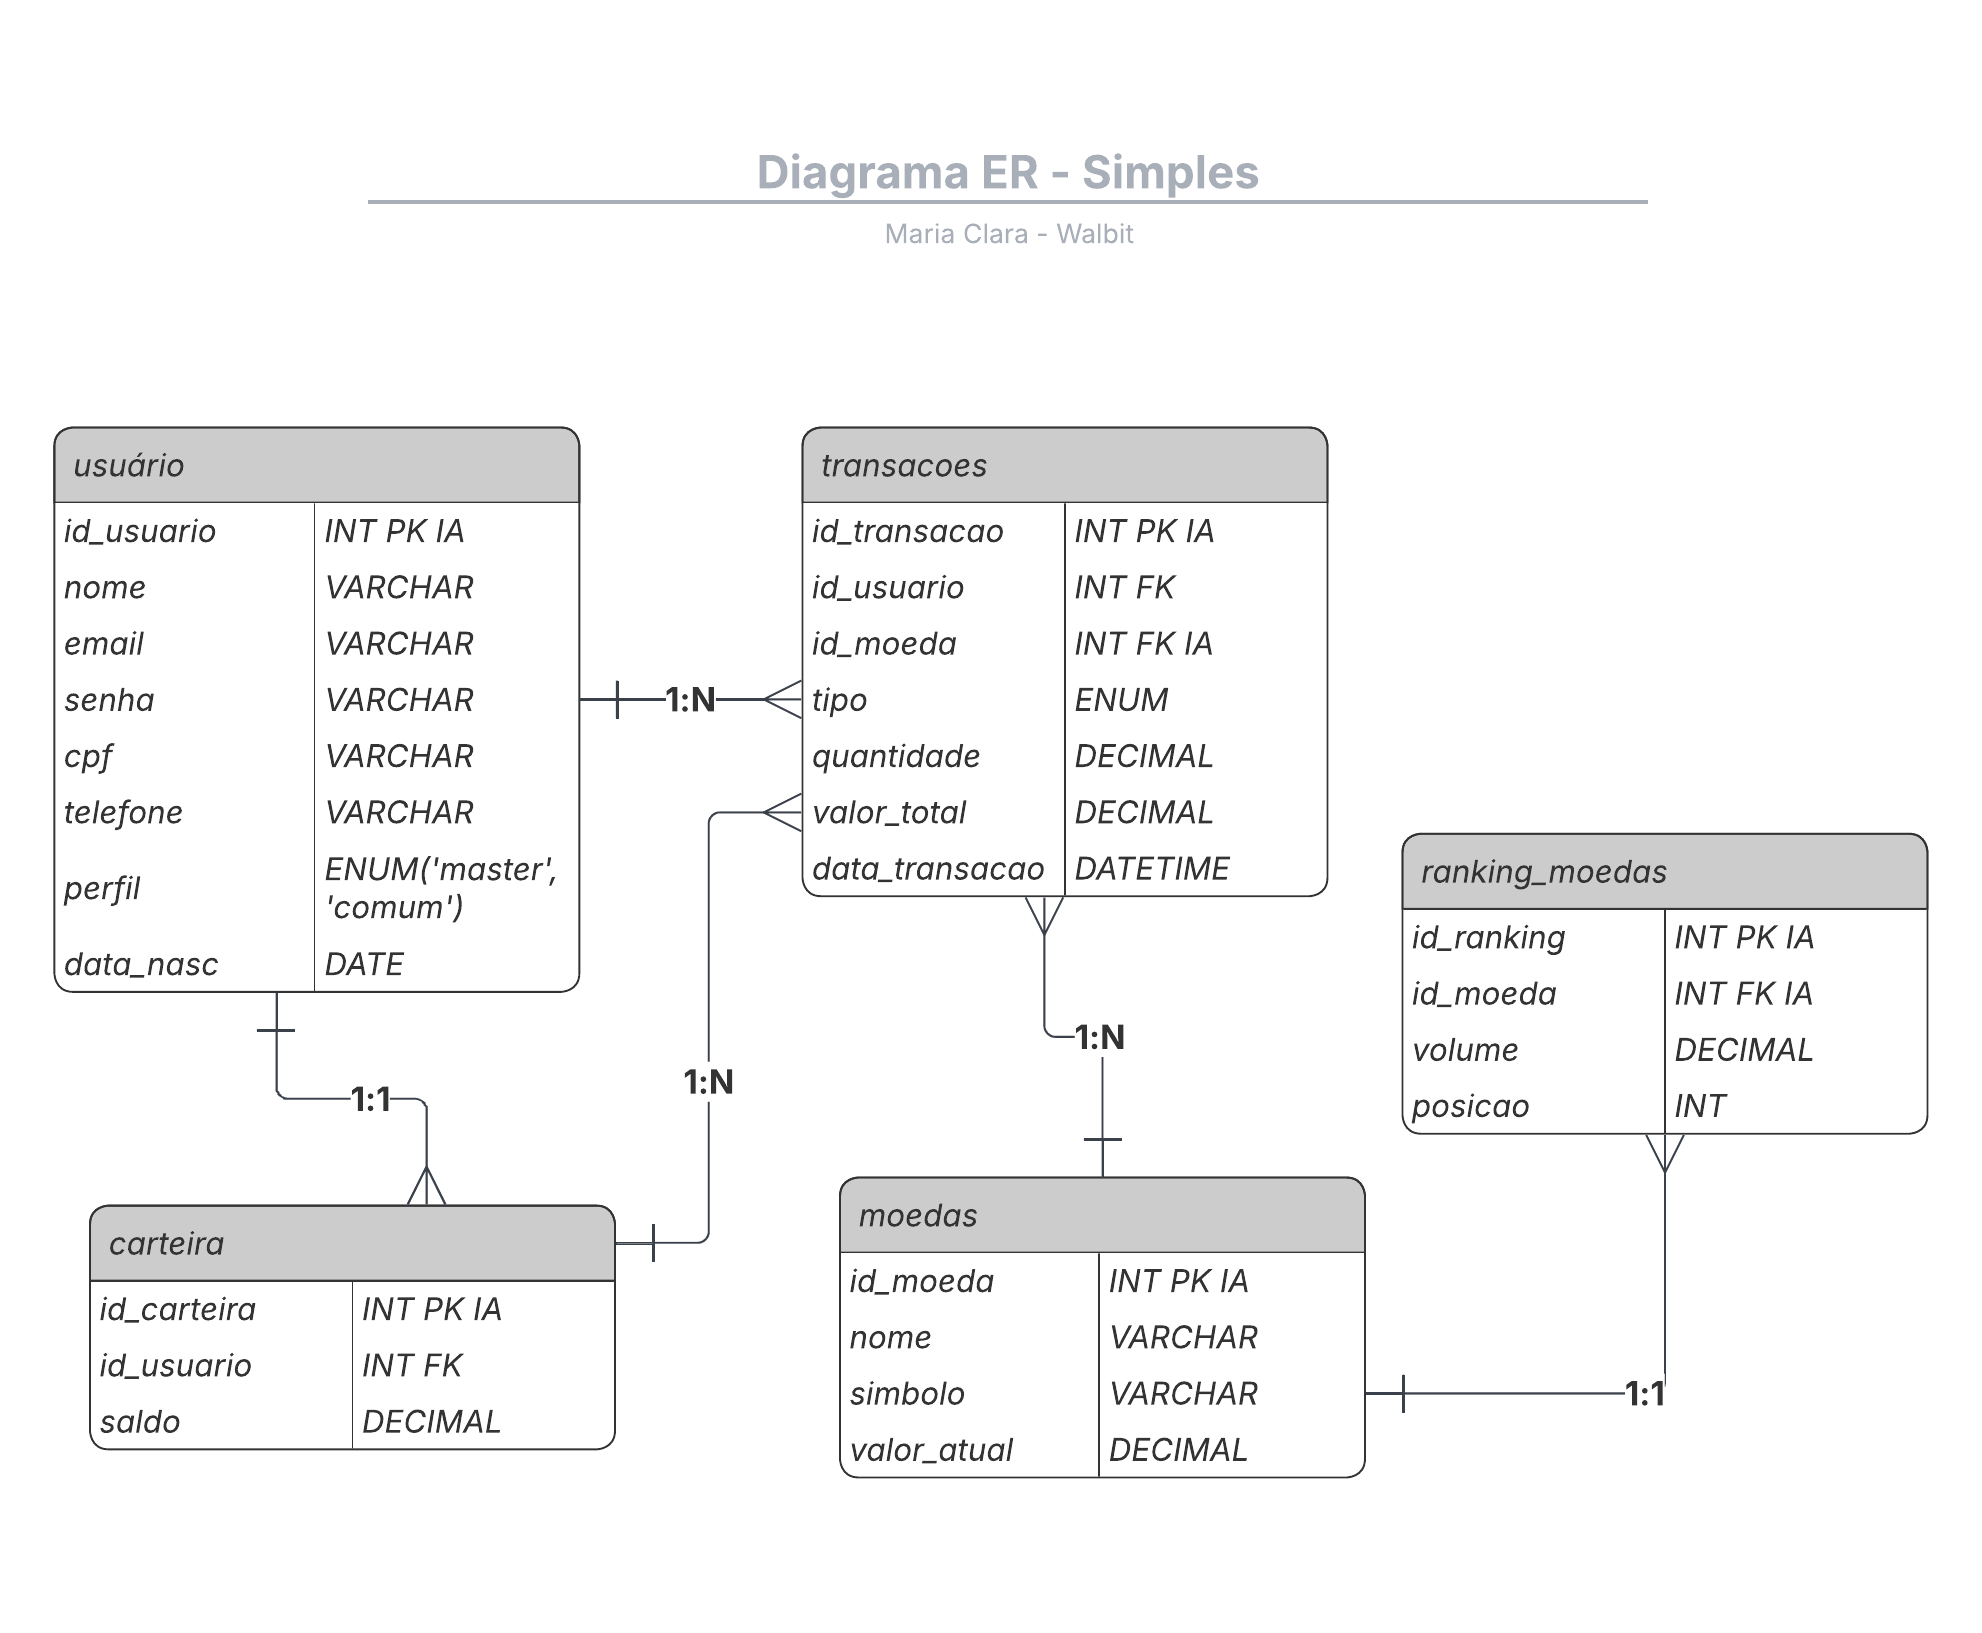 Diagrama ER - Simples
Maria Clara - Walbit
usuário
id_usuario INT PK IA
nome VARCHAR
email VARCHAR
senha VARCHAR
cpf VARCHAR
telefone VARCHAR
perfil ENUM('master',
'comum')
data_nasc DATE
1:N
transacoes
id_transacao INT PK IA
id_usuario INT FK
id_moeda INT FK IA
tipo ENUM
quantidade DECIMAL
valor_total DECIMAL
data_transacao DATETIME
ranking_moedas
id_ranking INT PK IA
id_moeda INT FK IA
volume DECIMAL
posicao INT
1:1
1:N
1:N
carteira
id_carteira INT PK IA
id_usuario INT FK
saldo DECIMAL
moedas
id_moeda INT PK IA
nome VARCHAR
simbolo VARCHAR
valor_atual DECIMAL
1:1